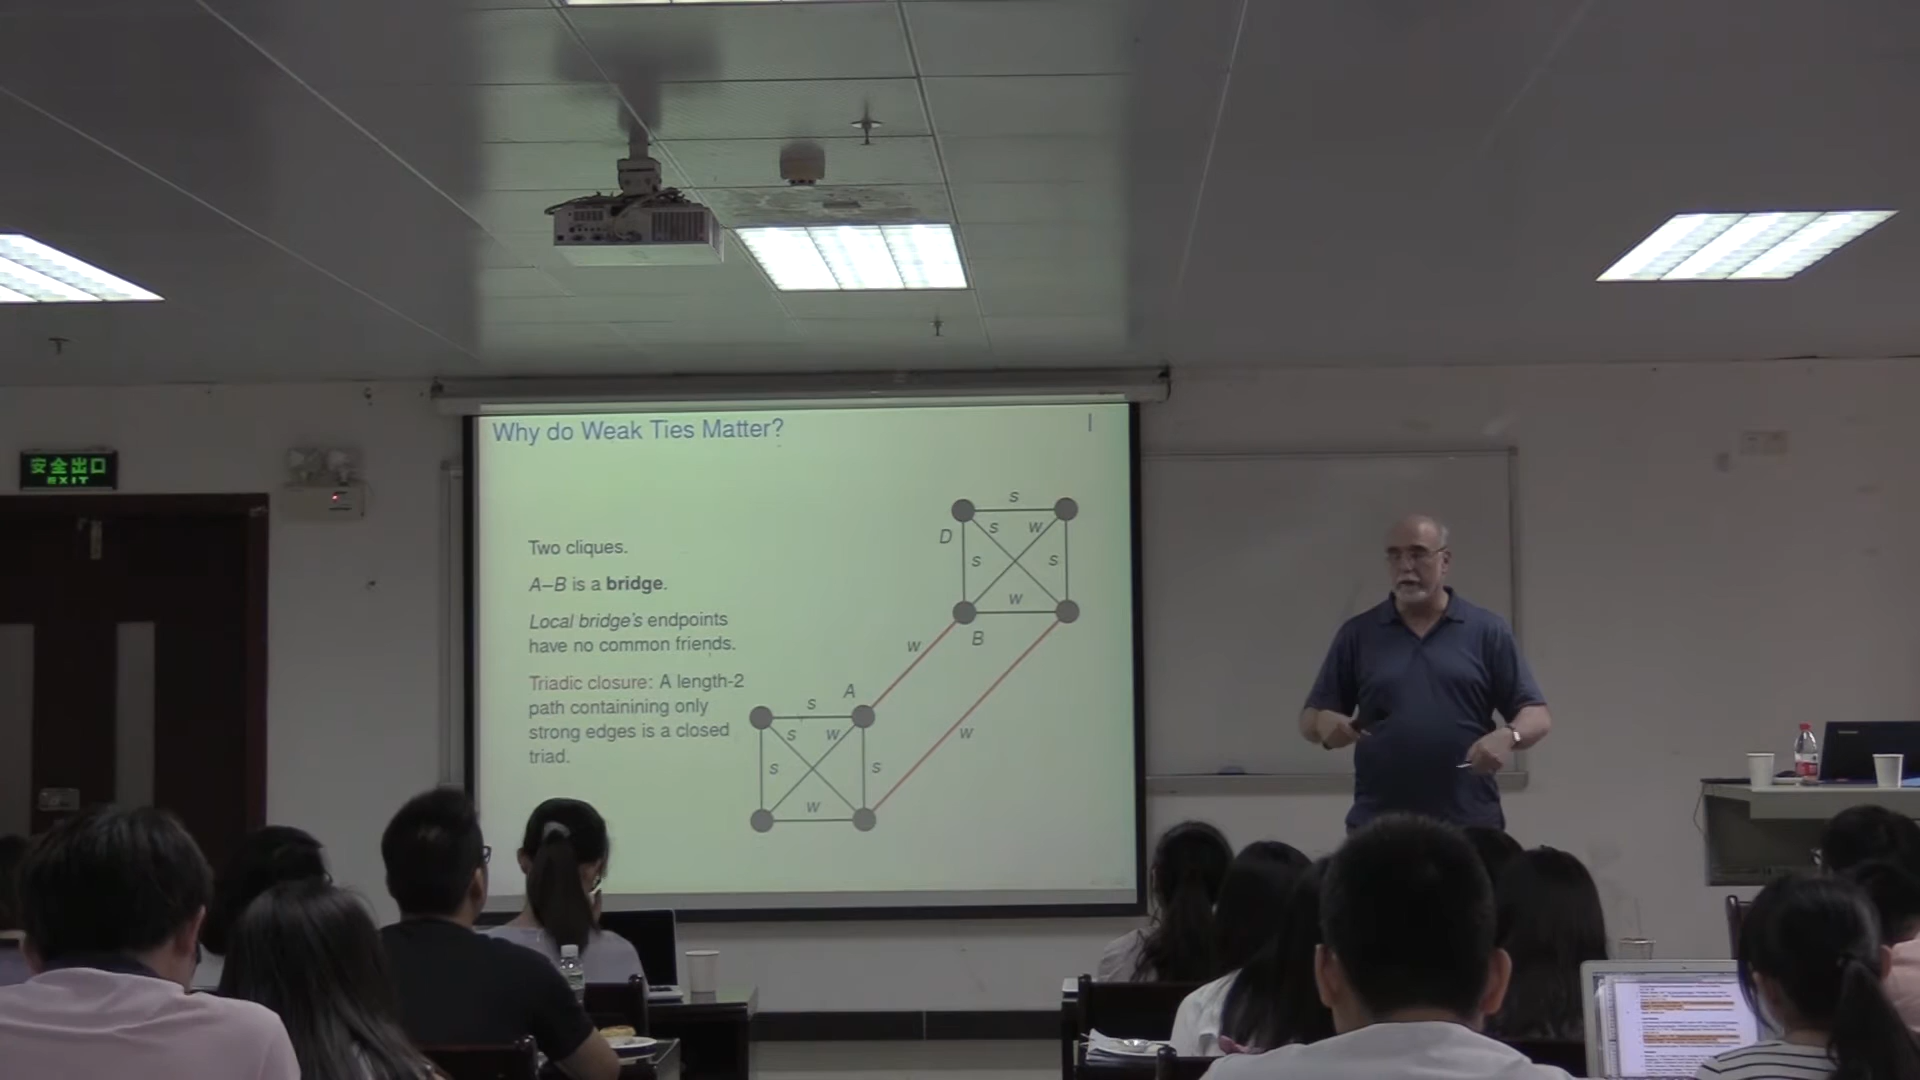 安全出口
EXIT
Why do Weak Ties Matter?
I
Two cliques.
A–B is a bridge.
Local bridge's endpoints
have no common friends.
Triadic closure: A length-2
path containining only
strong edges is a closed
triad.
s
D
s
w
s
s
w
B
w
A
s
s
w
w
s
s
w